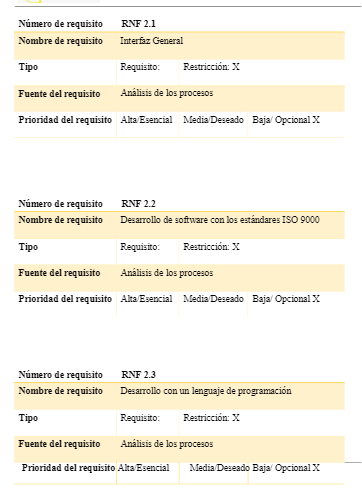 Número de requisito RNF 2.1
Nombre de requisito Interfaz General
Tipo Requisito: Restricción: X
Fuente del requisito Análisis de los procesos
Prioridad del requisito Alta/Esencial Media/Deseado Baja/ Opcional X
Número de requisito RNF 2.2
Nombre de requisito Desarrollo de software con los estándares ISO 9000
Tipo Requisito: Restricción: X
Fuente del requisito Análisis de los procesos
Prioridad del requisito Alta/Esencial Media/Deseado Baja/ Opcional X
Número de requisito RNF 2.3
Nombre de requisito Desarrollo con un lenguaje de programación
Tipo Requisito: Restricción: X
Fuente del requisito Análisis de los procesos
Prioridad del requisito Alta/Esencial Media/Deseado Baja/ Opcional X